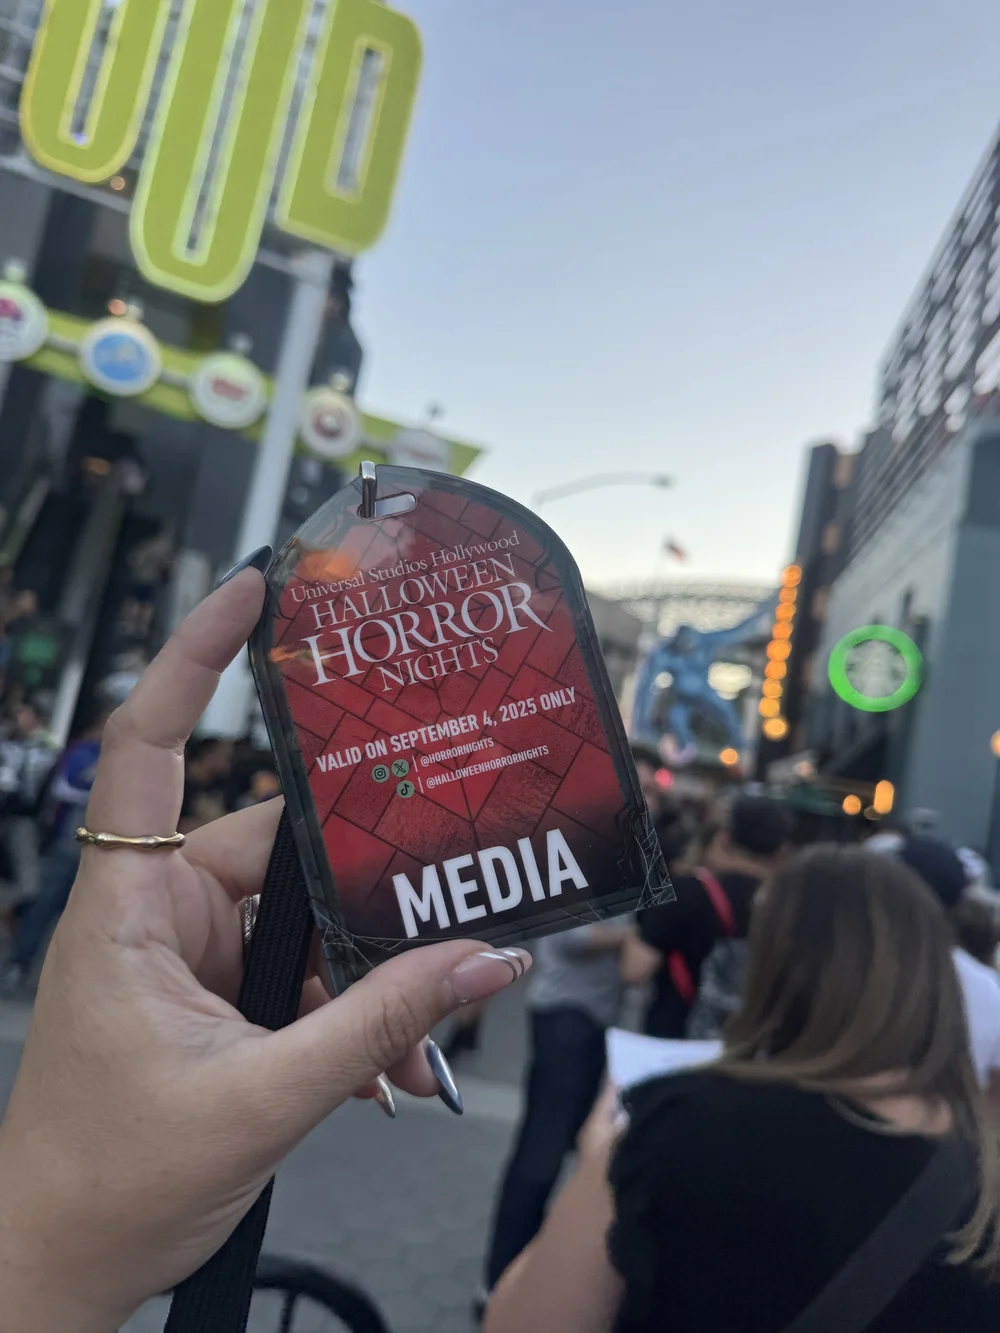 Universal Studios Hollywood
HALLOWEEN
HORROR
NIGHTS
VALID ON SEPTEMBER 4, 2025 ONLY
@HORRORNIGHTS
@HALLOWEENHORRORNIGHTS
MEDIA